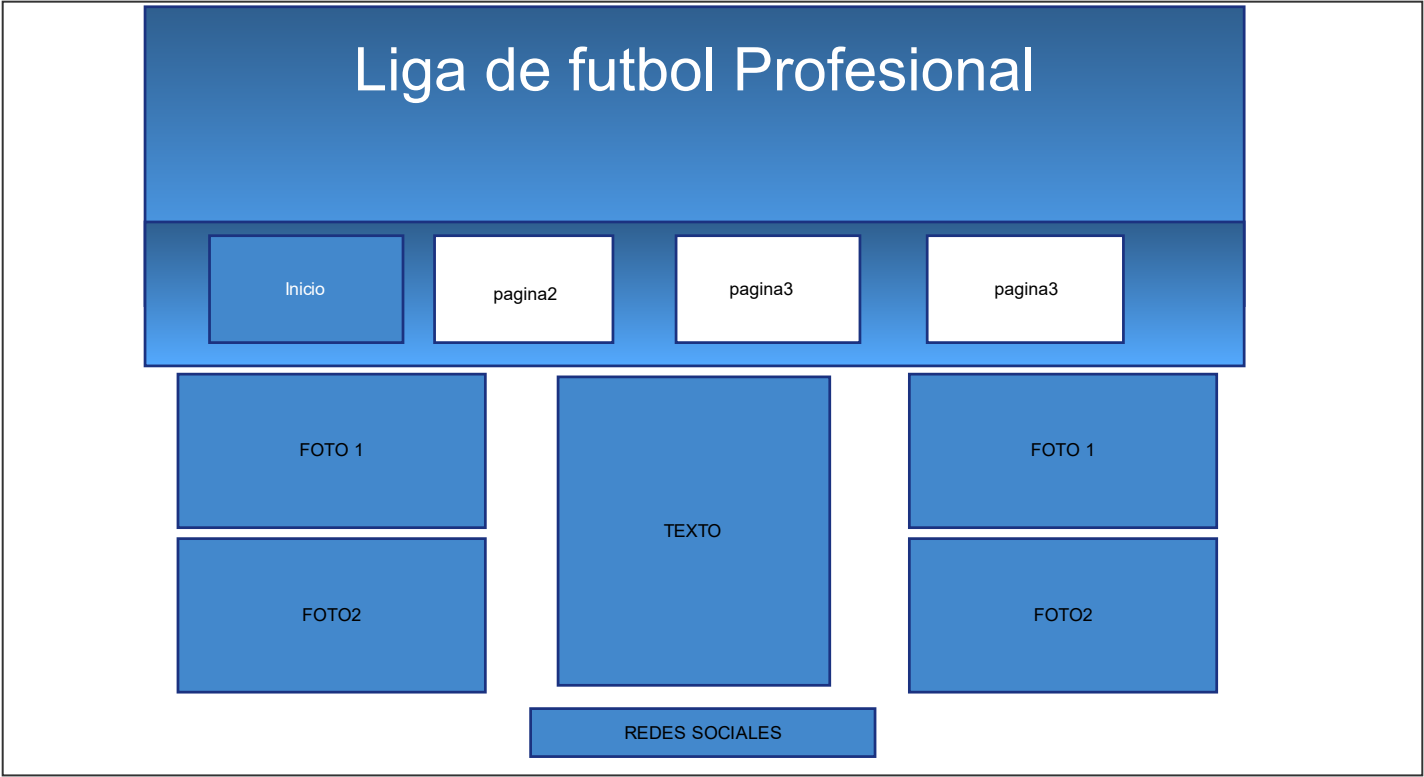 Liga de futbol Profesional
Inicio
pagina2
pagina3
pagina3
FOTO 1
TEXTO
FOTO 1
FOTO2
FOTO2
REDES SOCIALES